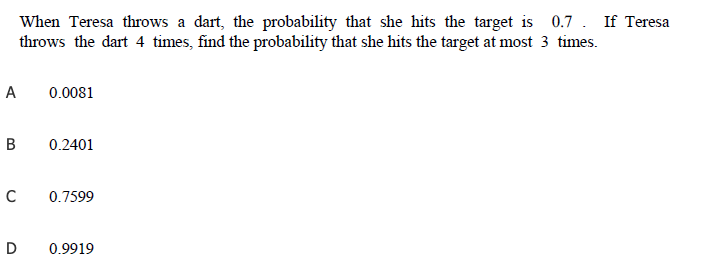 When Teresa throws a dart, the probability that she hits the target is 0.7 . If Teresa
throws the dart 4 times, find the probability that she hits the target at most 3 times.
A 0.0081
B 0.2401
C 0.7599
D 0.9919